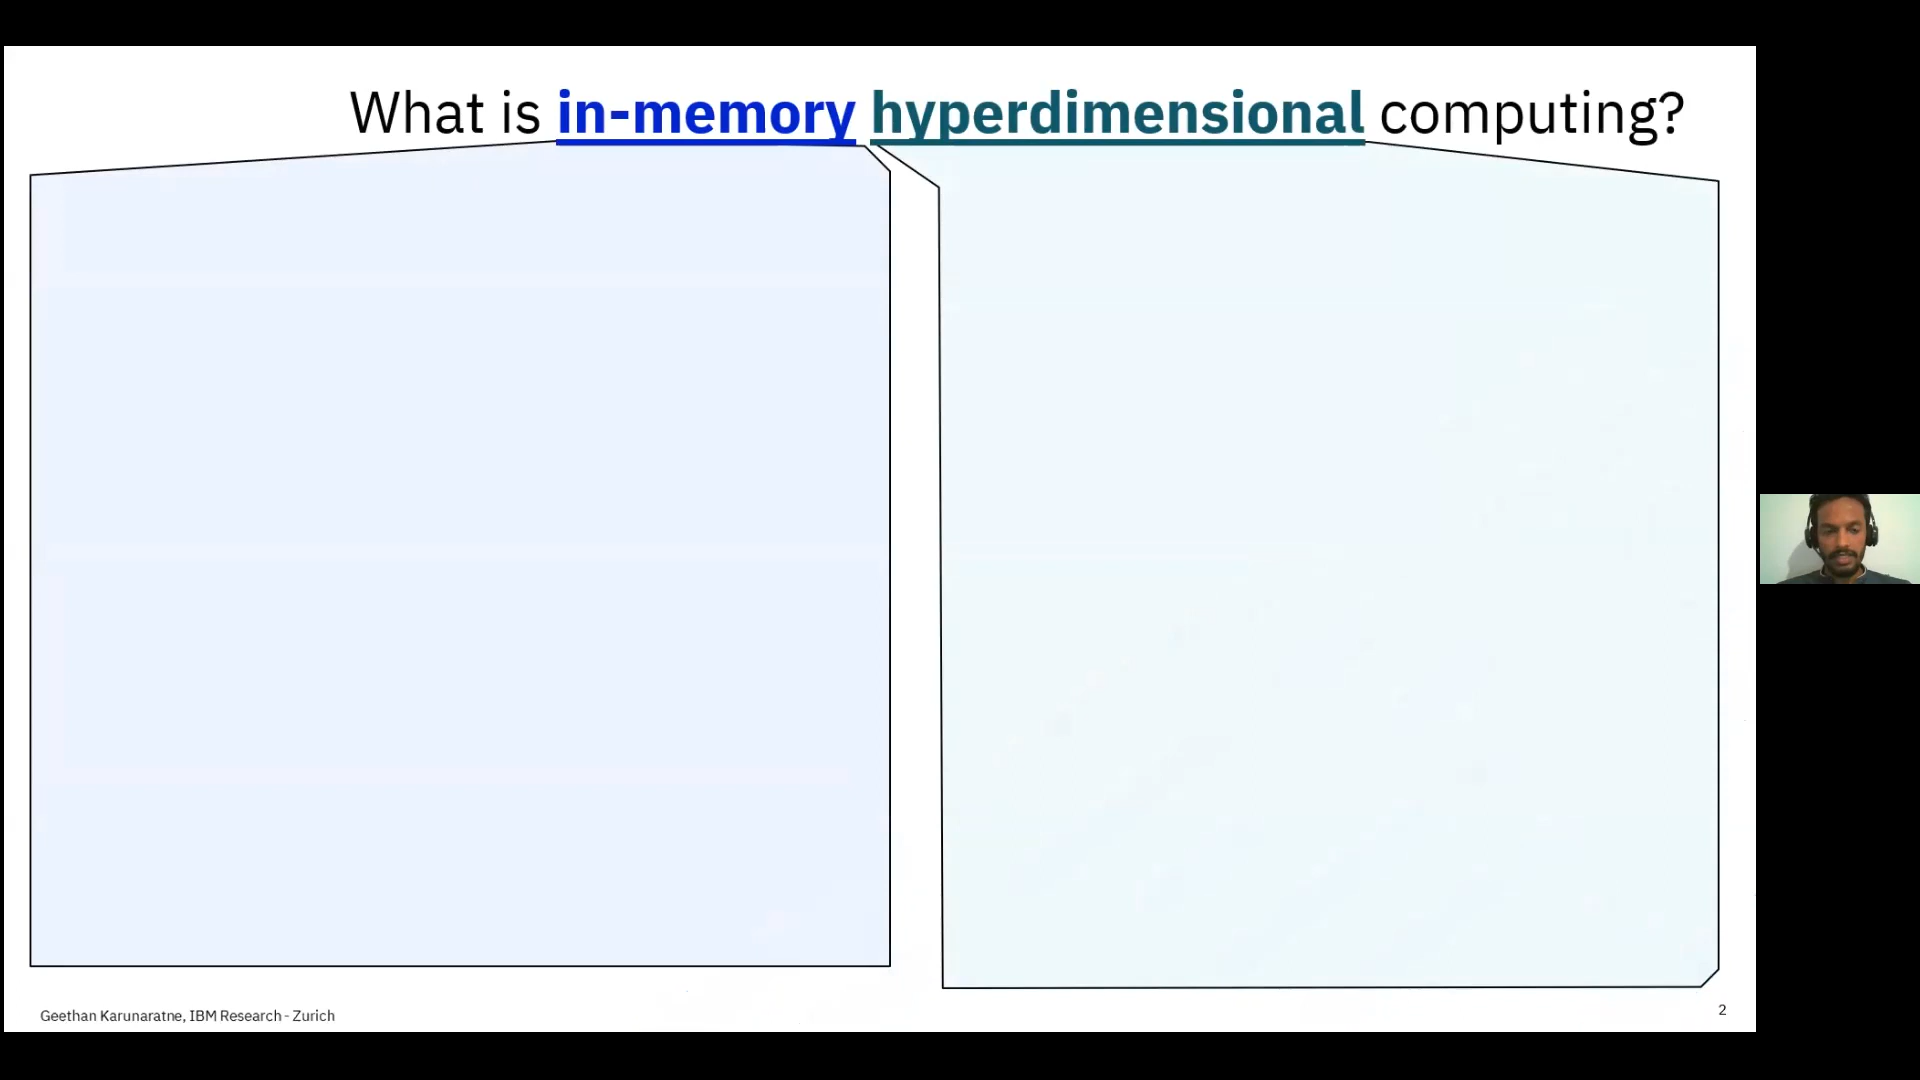 What is in-memory hyperdimensional computing?
Geethan Karunaratne, IBM Research - Zurich
2